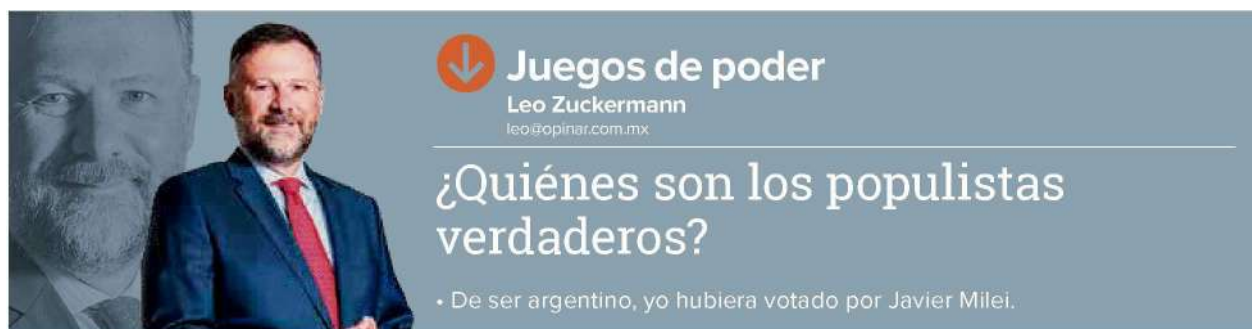 Juegos de poder
Leo Zuckermann
leo@opinar.com.mx
¿Quiénes son los populistas
verdaderos?
• De ser argentino, yo hubiera votado por Javier Milei.